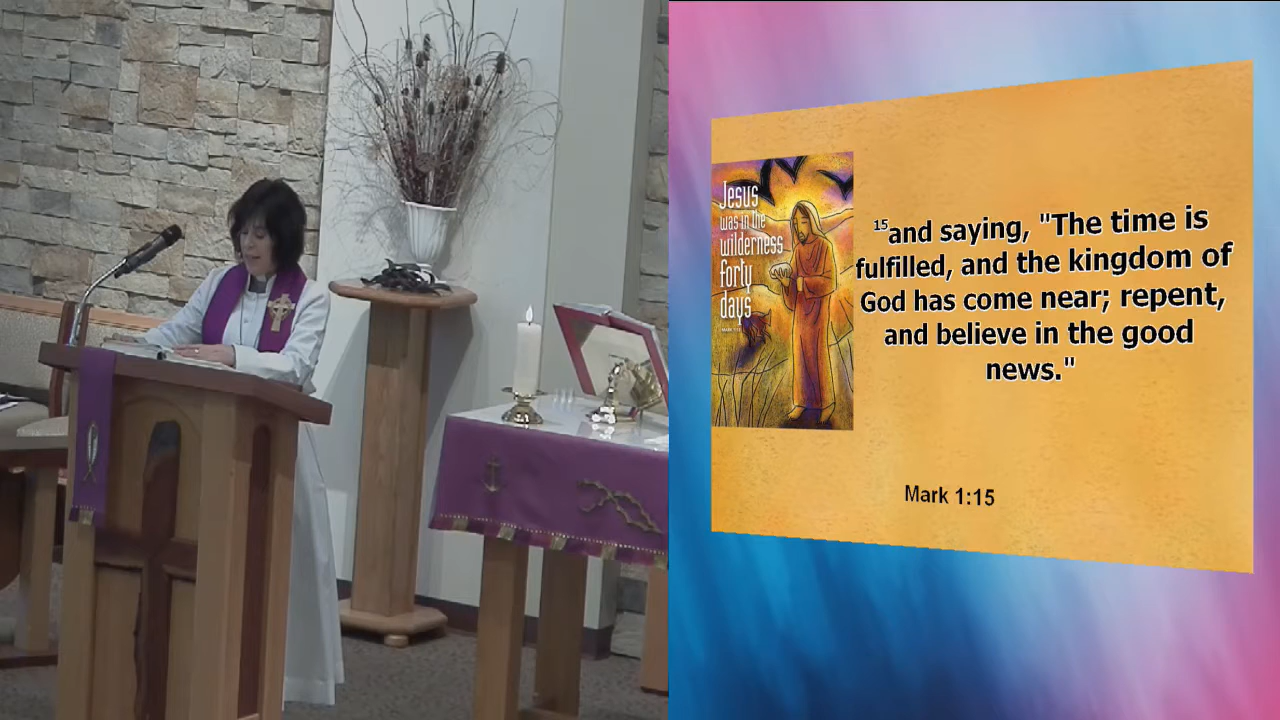 Jesus
was in the
wilderness
forty
days
15and saying, "The time is
fulfilled, and the kingdom of
God has come near; repent,
and believe in the good
news."
Mark 1:15